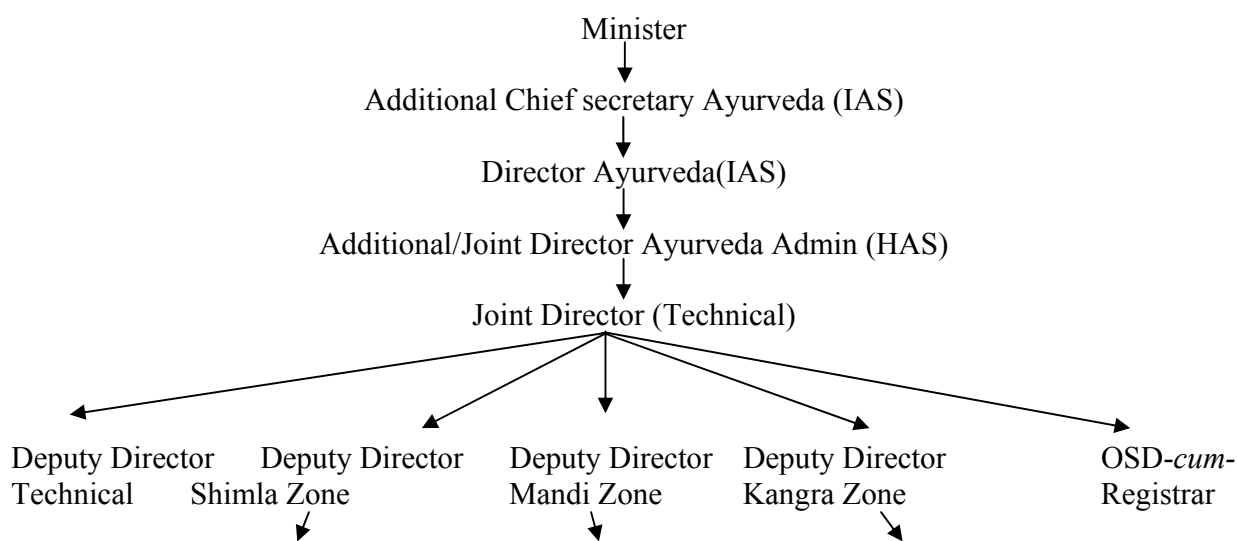 Minister
Additional Chief secretary Ayurveda (IAS)
Director Ayurveda(IAS)
Additional/Joint Director Ayurveda Admin (HAS)
Joint Director (Technical)
Deputy Director Deputy Director Deputy Director Deputy Director OSD-cum-
Technical Shimla Zone Mandi Zone Kangra Zone Registrar